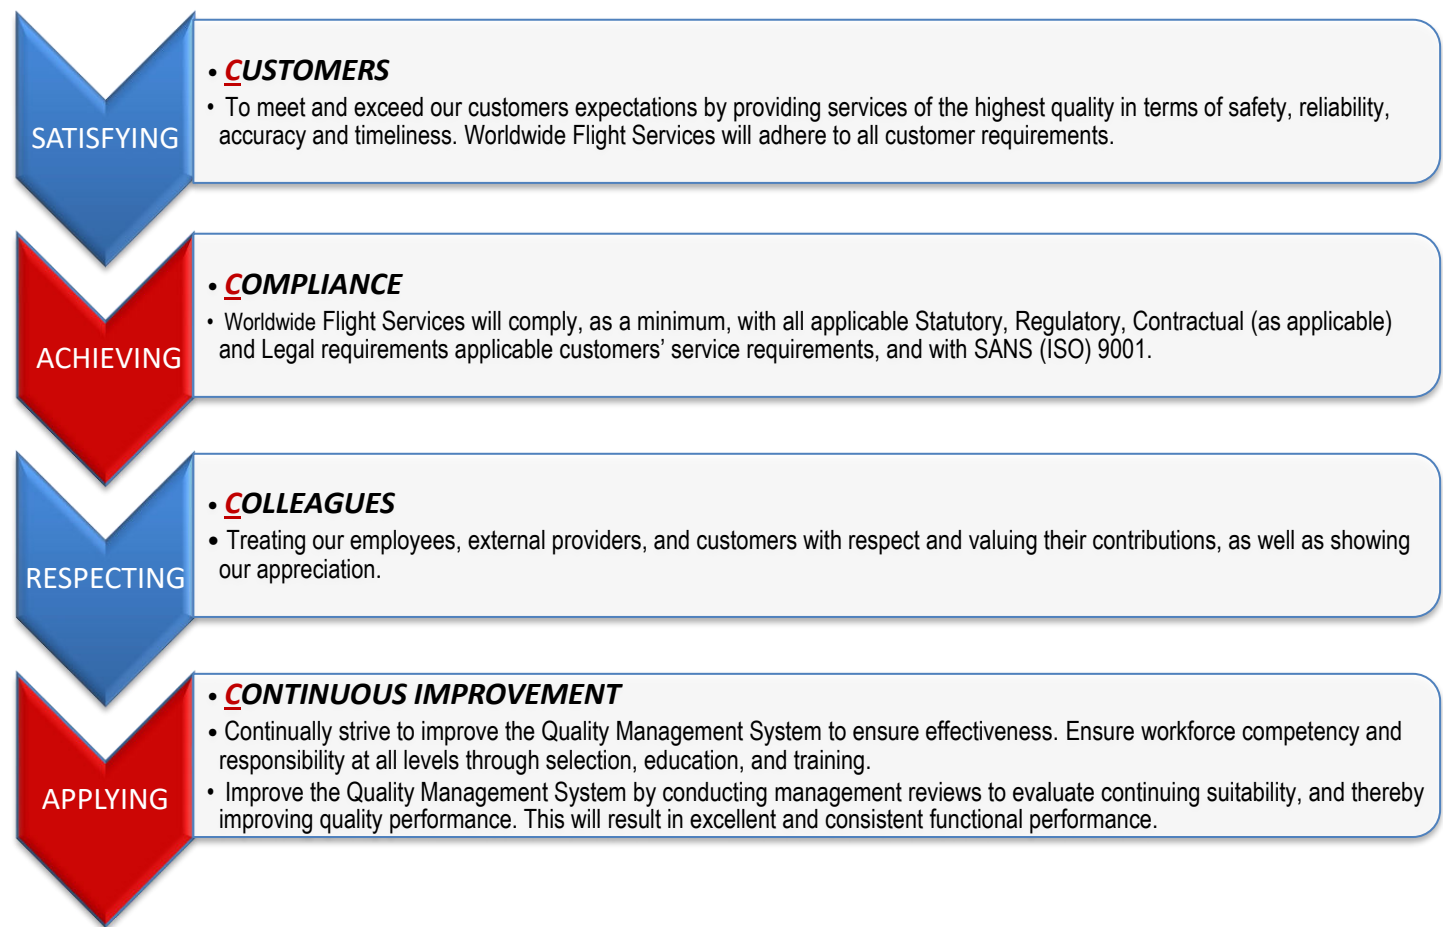 SATISFYING
• CUSTOMERS
• To meet and exceed our customers expectations by providing services of the highest quality in terms of safety, reliability,
accuracy and timeliness. Worldwide Flight Services will adhere to all customer requirements.
ACHIEVING
• COMPLIANCE
• Worldwide Flight Services will comply, as a minimum, with all applicable Statutory, Regulatory, Contractual (as applicable)
and Legal requirements applicable customers’ service requirements, and with SANS (ISO) 9001.
RESPECTING
• COLLEAGUES
• Treating our employees, external providers, and customers with respect and valuing their contributions, as well as showing
our appreciation.
APPLYING
• CONTINUOUS IMPROVEMENT
• Continually strive to improve the Quality Management System to ensure effectiveness. Ensure workforce competency and
responsibility at all levels through selection, education, and training.
• Improve the Quality Management System by conducting management reviews to evaluate continuing suitability, and thereby
improving quality performance. This will result in excellent and consistent functional performance.